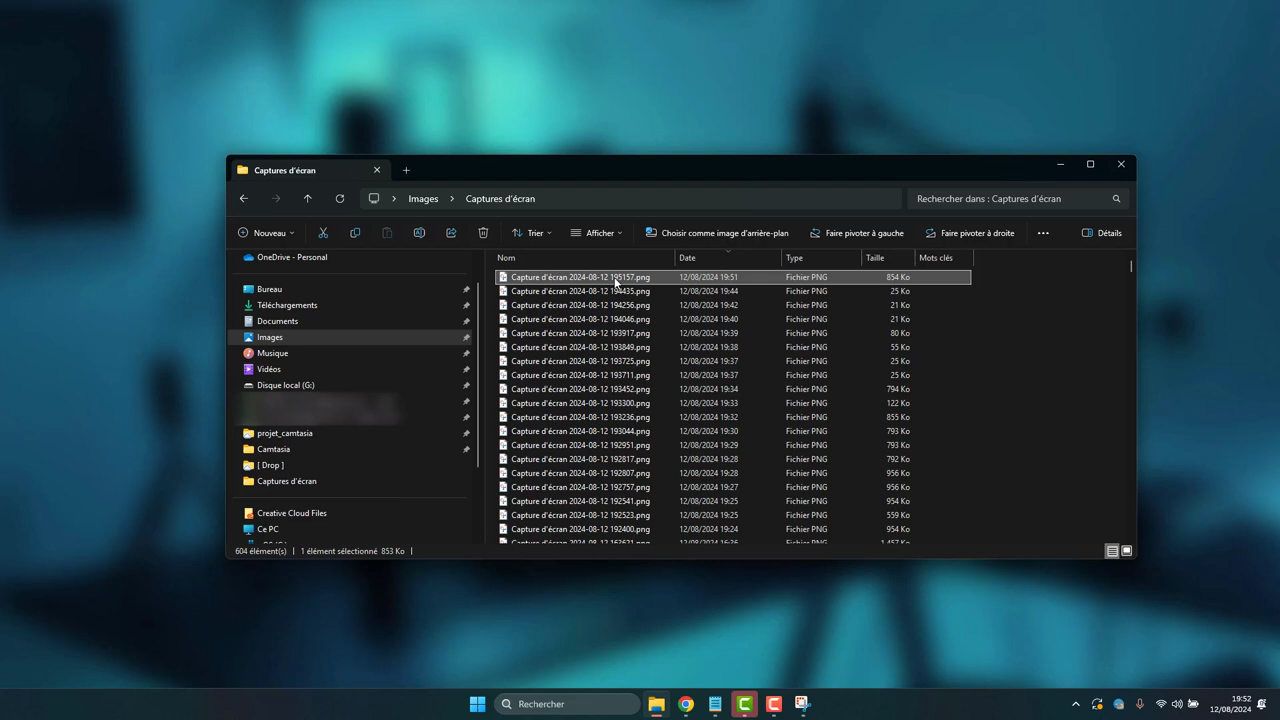 Captures d'écran
Images > Captures d'écran
Rechercher dans : Captures d'écran
Nouveau
Trier
Afficher
Choisir comme image d'arrière-plan
Faire pivoter à gauche
Faire pivoter à droite
Détails
OneDrive - Personal
Bureau
Téléchargements
Documents
Images
Musique
Vidéos
Disque local (G:)
projet_camtasia
Camtasia
[ Drop ]
Captures d'écran
Creative Cloud Files
Ce PC
Nom Date Type Taille Mots clés
Capture d'écran 2024-08-12 195157.png 12/08/2024 19:51 Fichier PNG 854 Ko
Capture d'écran 2024-08-12 194435.png 12/08/2024 19:44 Fichier PNG 25 Ko
Capture d'écran 2024-08-12 194256.png 12/08/2024 19:42 Fichier PNG 21 Ko
Capture d'écran 2024-08-12 194046.png 12/08/2024 19:40 Fichier PNG 21 Ko
Capture d'écran 2024-08-12 193917.png 12/08/2024 19:39 Fichier PNG 80 Ko
Capture d'écran 2024-08-12 193849.png 12/08/2024 19:38 Fichier PNG 55 Ko
Capture d'écran 2024-08-12 193725.png 12/08/2024 19:37 Fichier PNG 25 Ko
Capture d'écran 2024-08-12 193711.png 12/08/2024 19:37 Fichier PNG 25 Ko
Capture d'écran 2024-08-12 193452.png 12/08/2024 19:34 Fichier PNG 794 Ko
Capture d'écran 2024-08-12 193300.png 12/08/2024 19:33 Fichier PNG 122 Ko
Capture d'écran 2024-08-12 193236.png 12/08/2024 19:32 Fichier PNG 855 Ko
Capture d'écran 2024-08-12 193044.png 12/08/2024 19:30 Fichier PNG 793 Ko
Capture d'écran 2024-08-12 192951.png 12/08/2024 19:29 Fichier PNG 793 Ko
Capture d'écran 2024-08-12 192817.png 12/08/2024 19:28 Fichier PNG 792 Ko
Capture d'écran 2024-08-12 192807.png 12/08/2024 19:28 Fichier PNG 956 Ko
Capture d'écran 2024-08-12 192757.png 12/08/2024 19:27 Fichier PNG 956 Ko
Capture d'écran 2024-08-12 192541.png 12/08/2024 19:25 Fichier PNG 954 Ko
Capture d'écran 2024-08-12 192523.png 12/08/2024 19:25 Fichier PNG 559 Ko
Capture d'écran 2024-08-12 192400.png 12/08/2024 19:24 Fichier PNG 956 Ko
604 élément(s) 1 élément sélectionné 853 Ko
Rechercher
19:52
12/08/2024